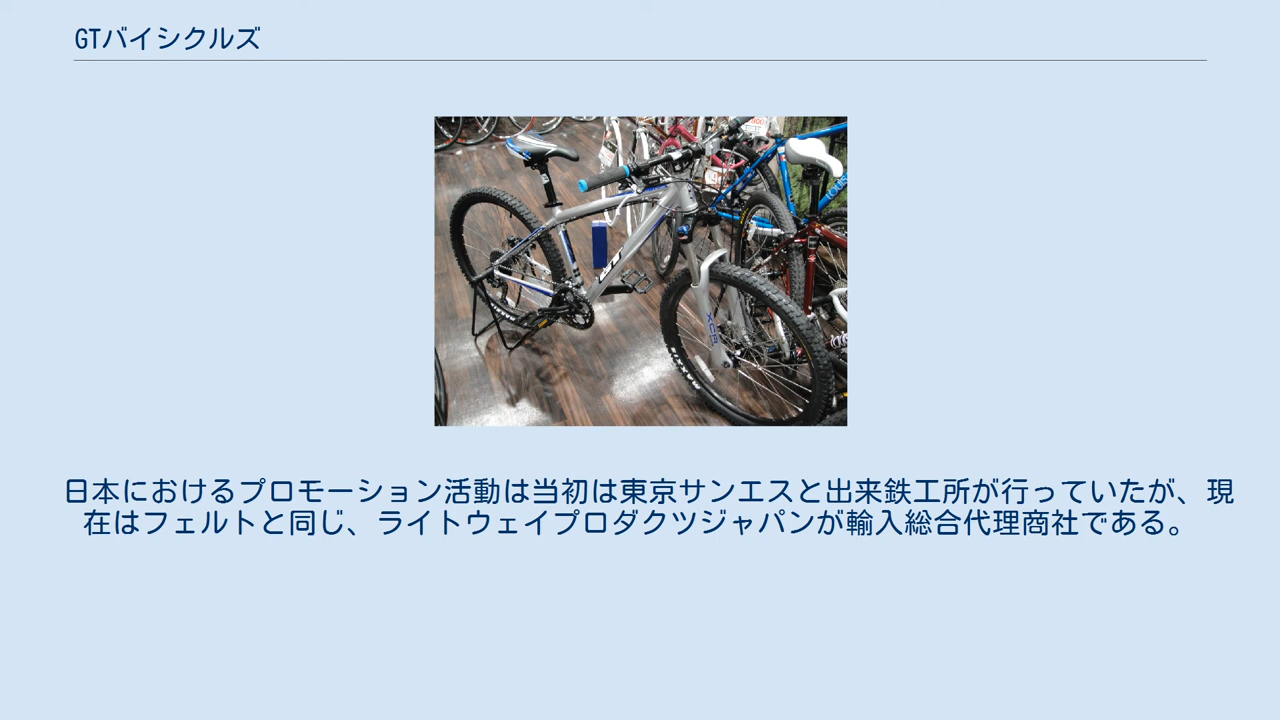 GTバイシクルズ
GT
XCR
MAXXIS
日本におけるプロモーション活動は当初は東京サンエスと出来鉄工所が行っていたが、現
在はフェルトと同じ、ライトウェイプロダクツジャパンが輸入総合代理商社である。